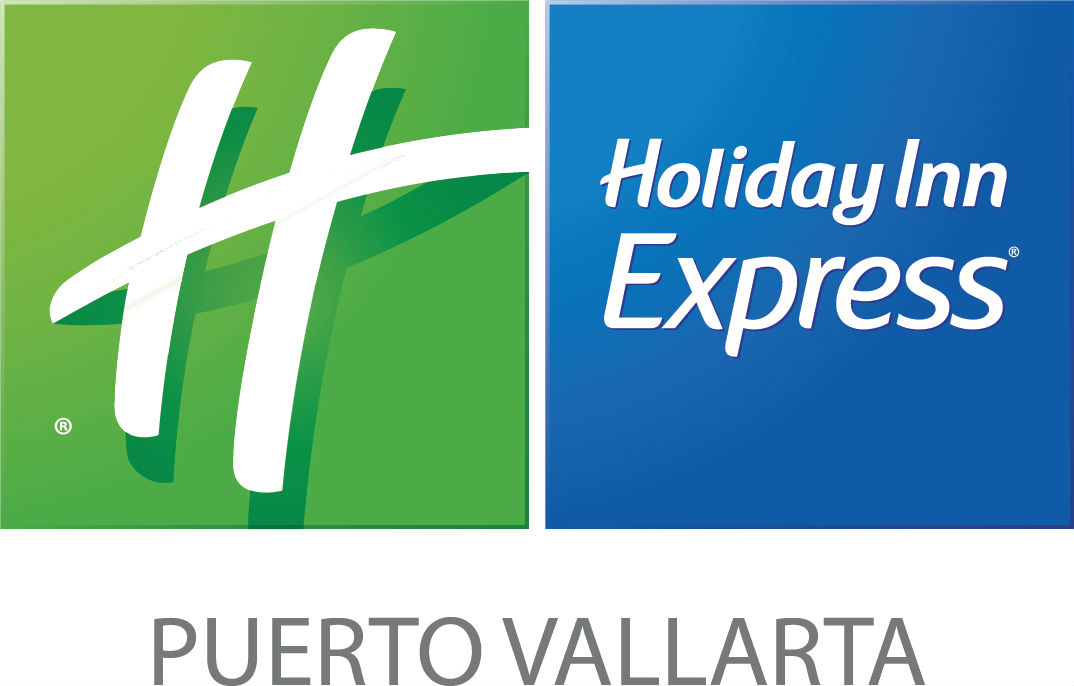 H
®
Holiday Inn
Express®
PUERTO VALLARTA